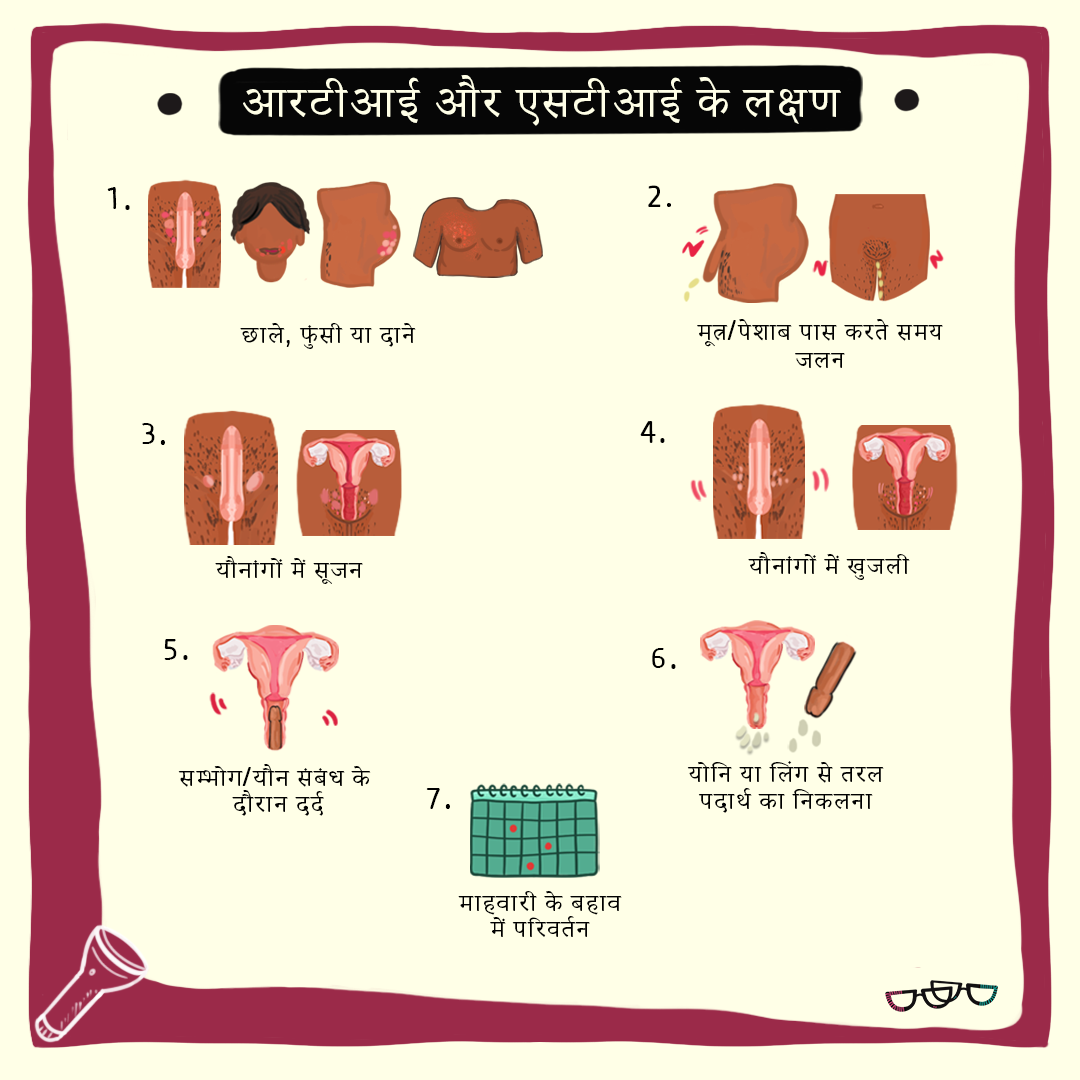 आरटीआई और एसटीआई के लक्षण
1.
छाले, फुंसी या दाने
2.
मूत्र/पेशाब पास करते समय
जलन
3.
यौनांगों में सूजन
4.
यौनांगों में खुजली
5.
सम्भोग/यौन संबंध के
दौरान दर्द
6.
योनि या लिंग से तरल
पदार्थ का निकलना
7.
माहवारी के बहाव
में परिवर्तन